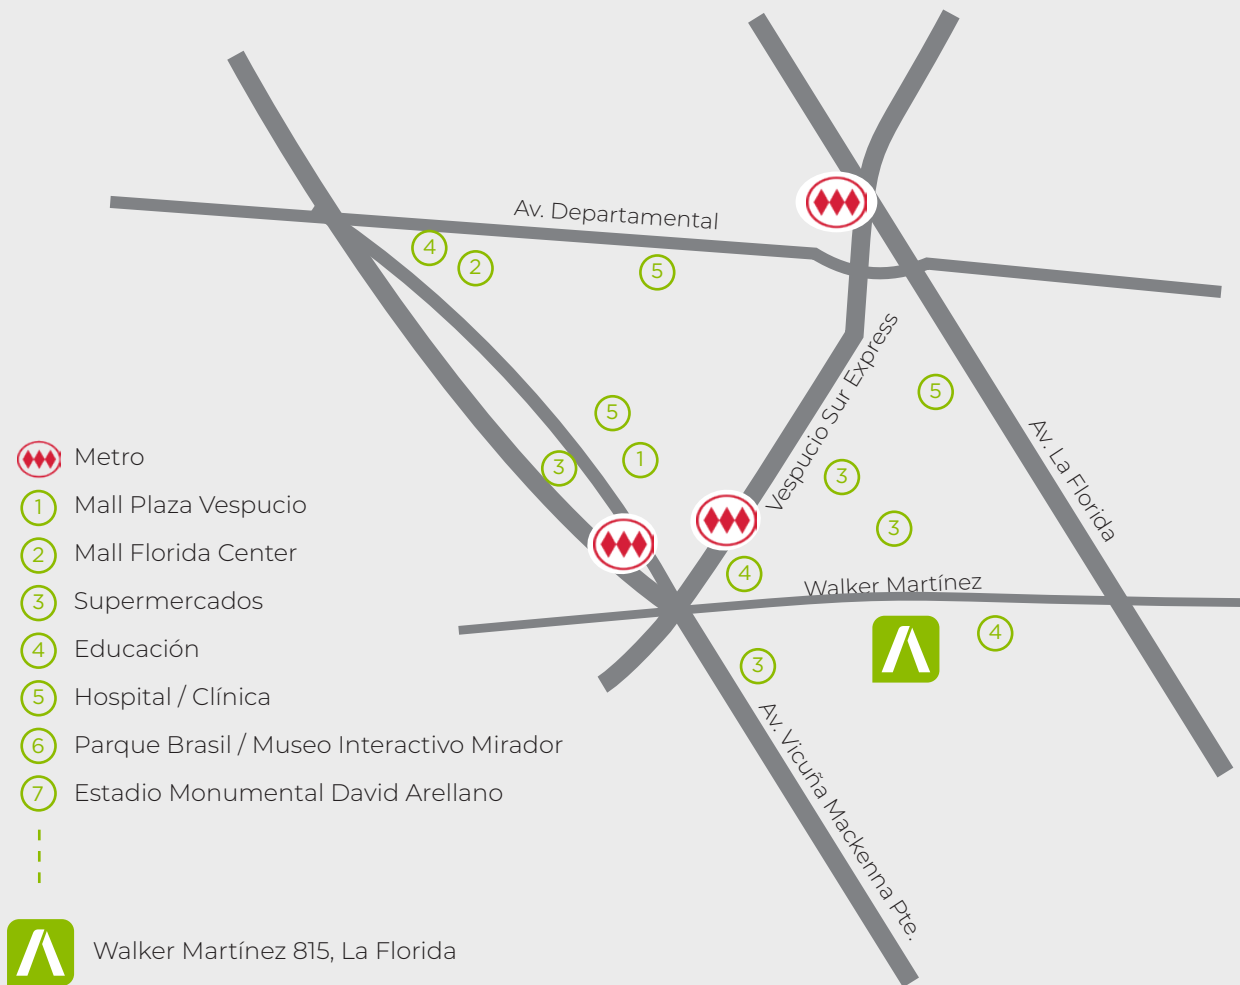 Av. Departamental
4
2
5
Vespucio Sur Express
5
5
Av. La Florida
3
1
3
3
4
Walker Martínez
4
3
Av. Vicuña Mackenna Pte.
Metro
1 Mall Plaza Vespucio
2 Mall Florida Center
3 Supermercados
4 Educación
5 Hospital / Clínica
6 Parque Brasil / Museo Interactivo Mirador
7 Estadio Monumental David Arellano
Walker Martínez 815, La Florida